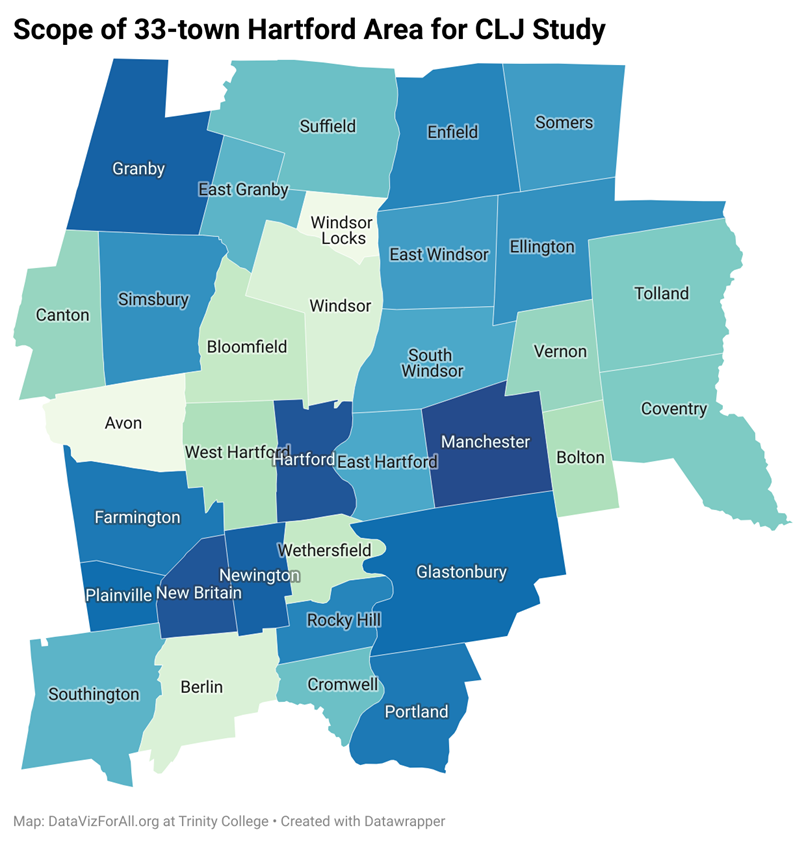 Scope of 33-town Hartford Area for CLJ Study
Suffield
Enfield
Somers
Granby
East Granby
Windsor
Locks
East Windsor
Ellington
Tolland
Canton
Simsbury
Windsor
Bloomfield
South
Windsor
Vernon
Coventry
Avon
West Hartford
Hartford
East Hartford
Manchester
Bolton
Farmington
Wethersfield
Newington
Glastonbury
Plainville
New Britain
Rocky Hill
Southington
Berlin
Cromwell
Portland
Map: DataVizForAll.org at Trinity College • Created with Datawrapper